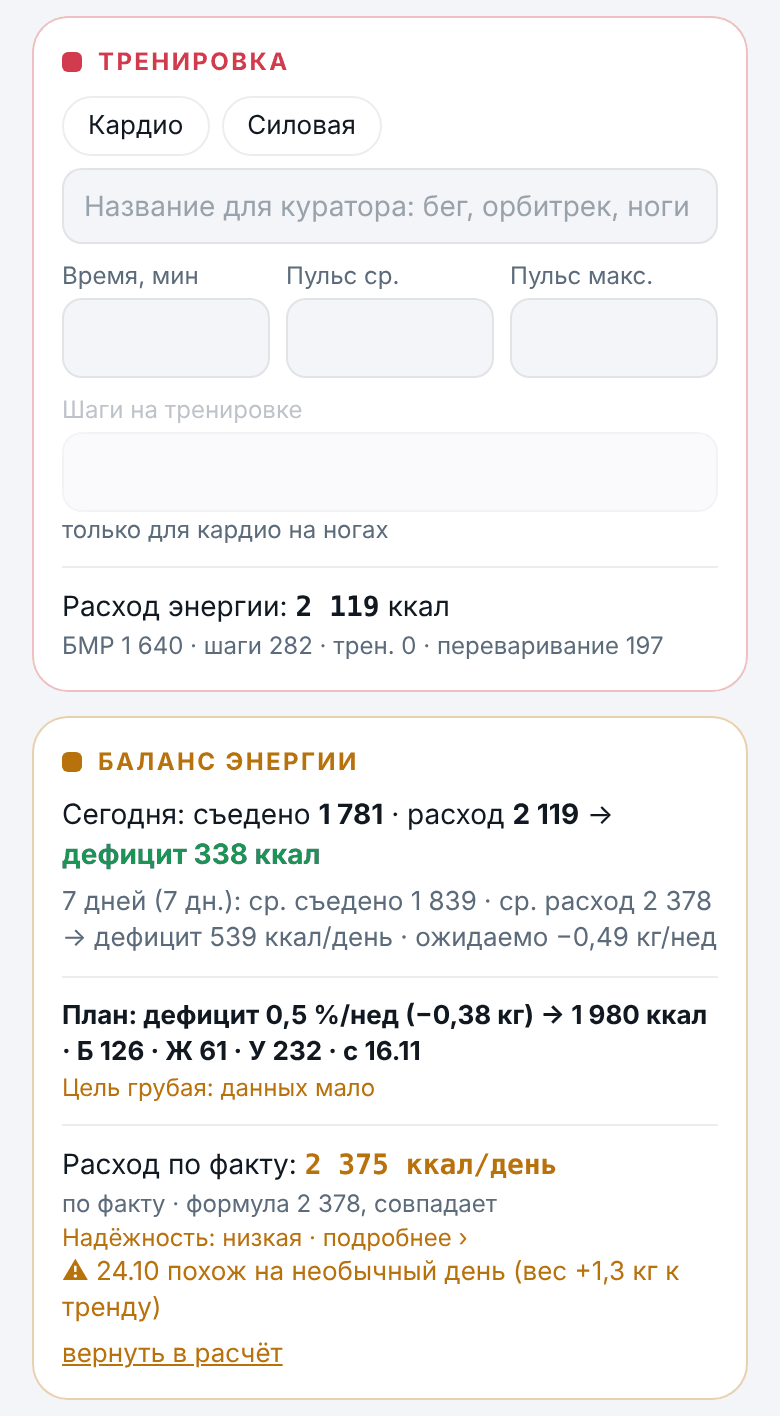 ТРЕНИРОВКА
Кардио
Силовая
Название для куратора: бег, орбитрек, ноги
Время, мин
Пульс ср.
Пульс макс.
Шаги на тренировке
только для кардио на ногах
Расход энергии: 2 119 ккал
БМР 1 640 · шаги 282 · трен. 0 · переваривание 197
БАЛАНС ЭНЕРГИИ
Сегодня: съедено 1 781 · расход 2 119 →
дефицит 338 ккал
7 дней (7 дн.): ср. съедено 1 839 · ср. расход 2 378
→ дефицит 539 ккал/день · ожидаемо −0,49 кг/нед
План: дефицит 0,5 %/нед (−0,38 кг) → 1 980 ккал
· Б 126 · Ж 61 · У 232 · с 16.11
Цель грубая: данных мало
Расход по факту: 2 375 ккал/день
по факту · формула 2 378, совпадает
Надёжность: низкая · подробнее ›
⚠ 24.10 похож на необычный день (вес +1,3 кг к
тренду)
вернуть в расчёт